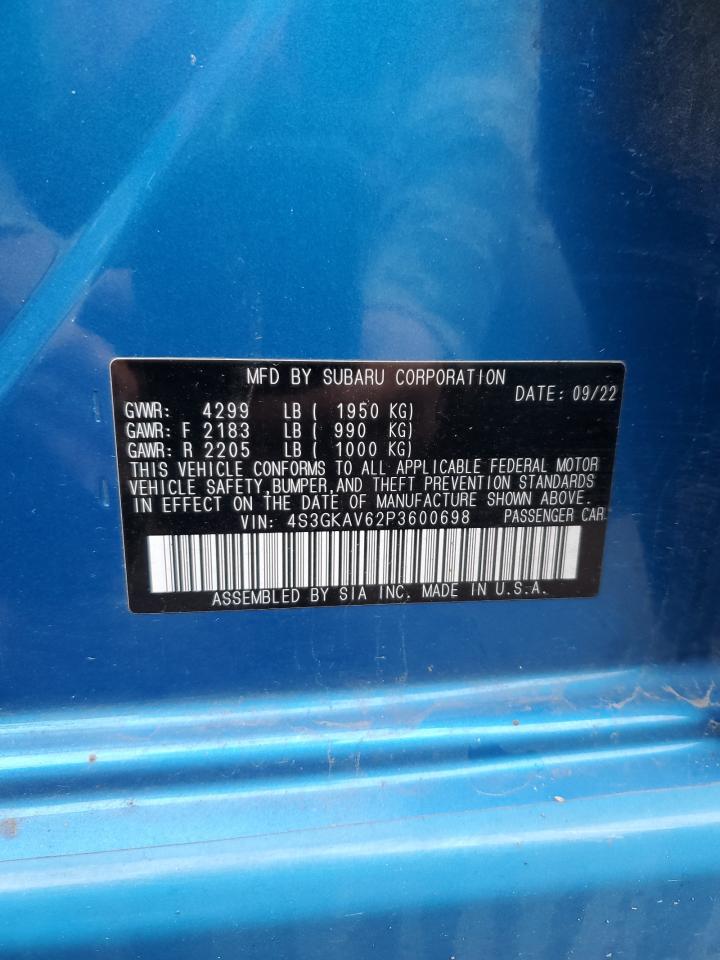 MFD BY SUBARU CORPORATION
DATE: 09/22
GVWR: 4299 LB ( 1950 KG)
GAWR: F 2183 LB ( 990 KG)
GAWR: R 2205 LB ( 1000 KG)
THIS VEHICLE CONFORMS TO ALL APPLICABLE FEDERAL MOTOR
VEHICLE SAFETY,BUMPER,AND THEFT PREVENTION STANDARDS
IN EFFECT ON THE DATE OF MANUFACTURE SHOWN ABOVE.
VIN: 4S3GKAV62P3600698 PASSENGER CAR
ASSEMBLED BY SIA INC. MADE IN U.S.A.